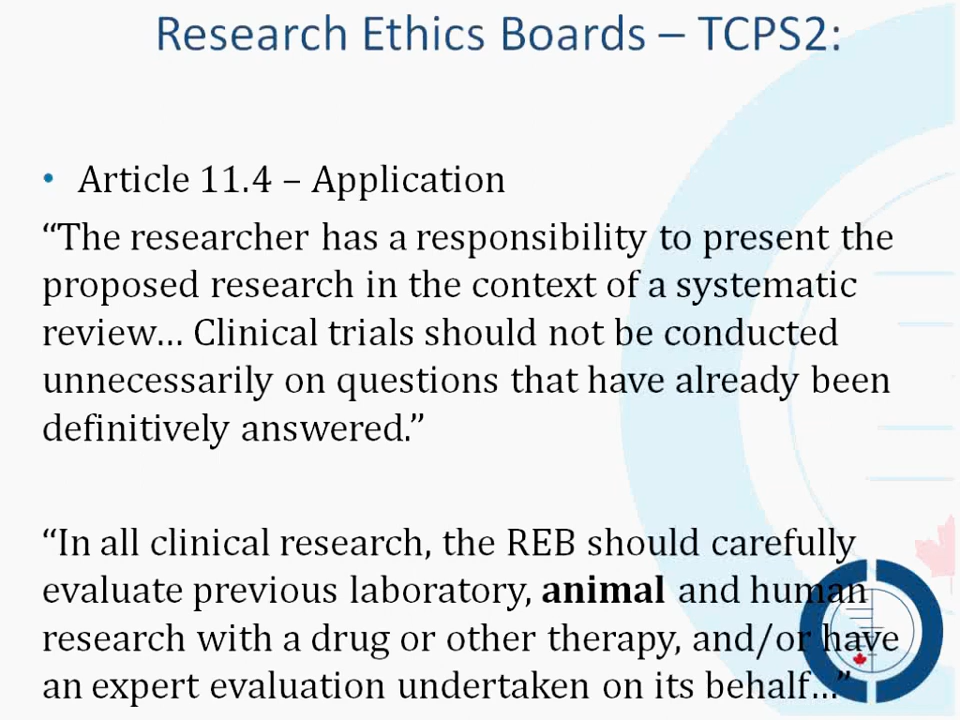 Research Ethics Boards – TCPS2:
• Article 11.4 – Application
“The researcher has a responsibility to present the
proposed research in the context of a systematic
review… Clinical trials should not be conducted
unnecessarily on questions that have already been
definitively answered.”
“In all clinical research, the REB should carefully
evaluate previous laboratory, animal and human
research with a drug or other therapy, and/or have
an expert evaluation undertaken on its behalf…”